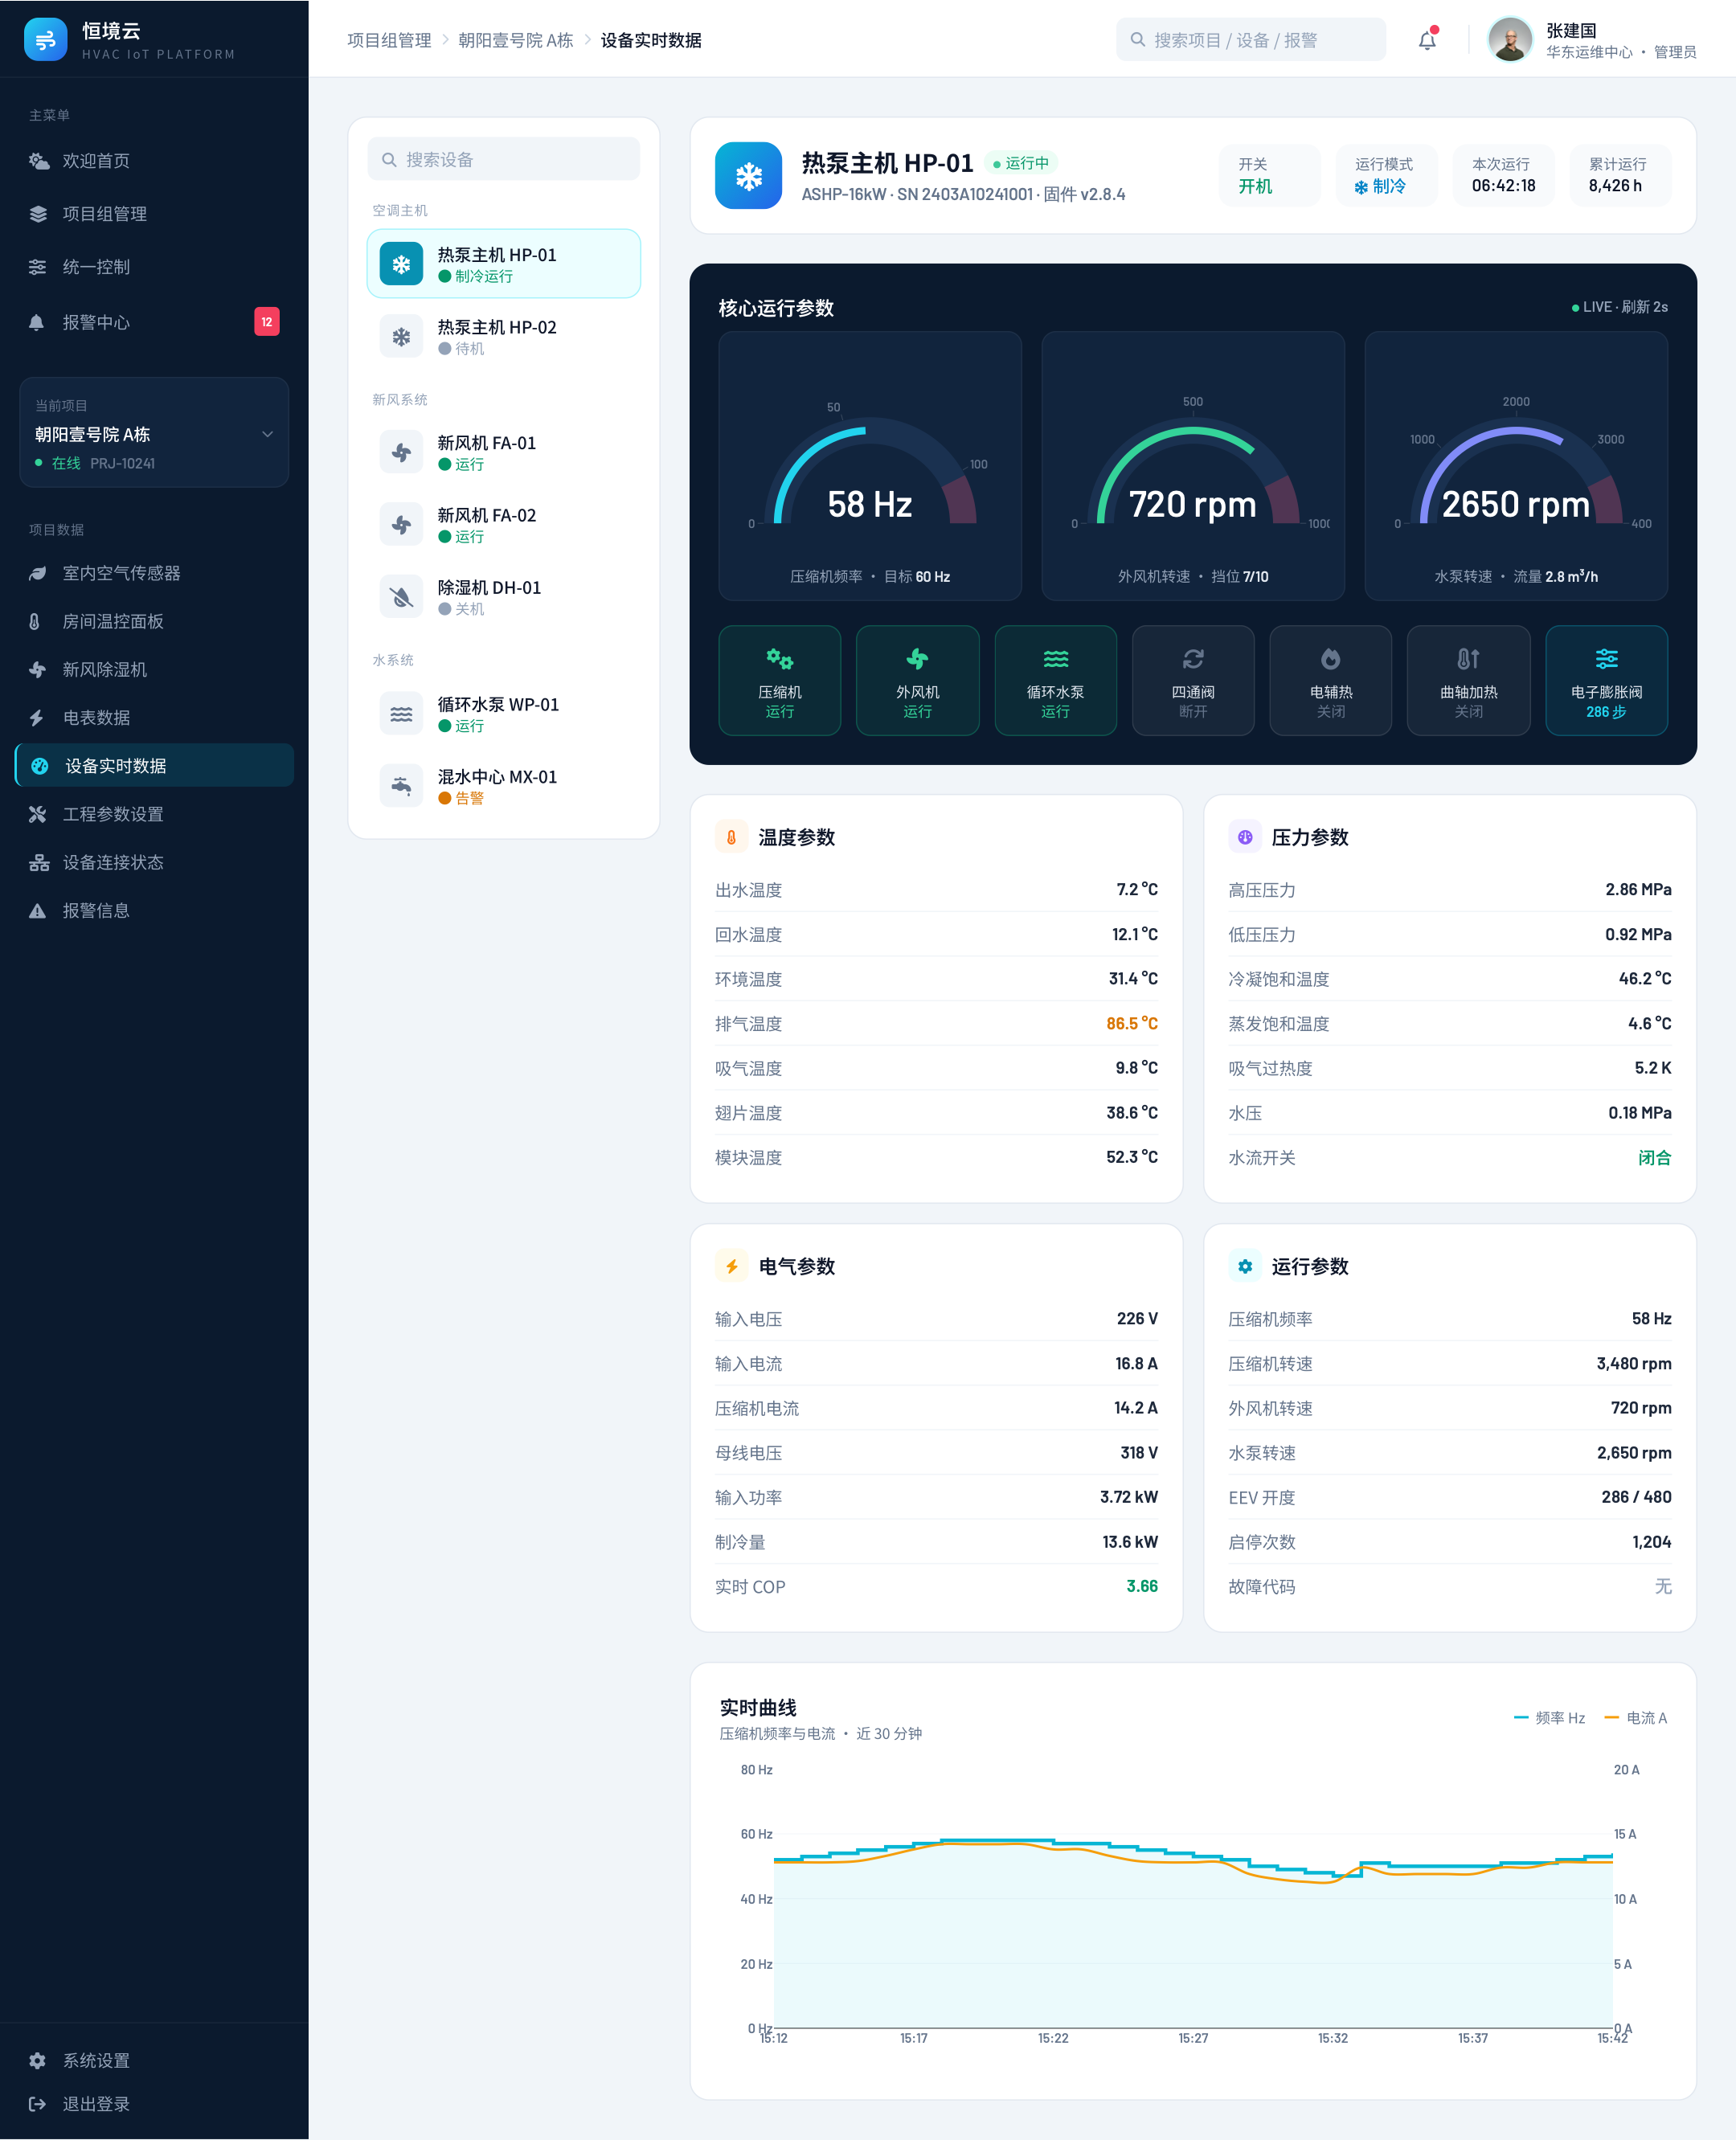 恒境云
HVAC IoT PLATFORM
主菜单
欢迎首页
项目组管理
统一控制
报警中心
12
当前项目
朝阳壹号院 A栋
在线 PRJ-10241
项目数据
室内空气传感器
房间温控面板
新风除湿机
电表数据
设备实时数据
工程参数设置
设备连接状态
报警信息
系统设置
退出登录
项目组管理 朝阳壹号院 A栋 设备实时数据
搜索项目 / 设备 / 报警
张建国
华东运维中心 · 管理员
搜索设备
空调主机
热泵主机 HP-01
制冷运行
热泵主机 HP-02
待机
新风系统
新风机 FA-01
运行
新风机 FA-02
运行
除湿机 DH-01
关机
水系统
循环水泵 WP-01
运行
混水中心 MX-01
告警
热泵主机 HP-01 运行中
ASHP-16kW · SN 2403A10241001 · 固件 v2.8.4
开关
开机
运行模式
制冷
本次运行
06:42:18
累计运行
8,426 h
核心运行参数
LIVE · 刷新 2s
0
50
100
58 Hz
压缩机频率 · 目标 60 Hz
0
500
100
720 rpm
外风机转速 · 挡位 7/10
0
1000
2000
3000
400
2650 rpm
水泵转速 · 流量 2.8 m³/h
压缩机
运行
外风机
运行
循环水泵
运行
四通阀
断开
电辅热
关闭
曲轴加热
关闭
电子膨胀阀
286 步
温度参数
出水温度 7.2 °C
回水温度 12.1 °C
环境温度 31.4 °C
排气温度 86.5 °C
吸气温度 9.8 °C
翅片温度 38.6 °C
模块温度 52.3 °C
压力参数
高压压力 2.86 MPa
低压压力 0.92 MPa
冷凝饱和温度 46.2 °C
蒸发饱和温度 4.6 °C
吸气过热度 5.2 K
水压 0.18 MPa
水流开关 闭合
电气参数
输入电压 226 V
输入电流 16.8 A
压缩机电流 14.2 A
母线电压 318 V
输入功率 3.72 kW
制冷量 13.6 kW
实时 COP 3.66
运行参数
压缩机频率 58 Hz
压缩机转速 3,480 rpm
外风机转速 720 rpm
水泵转速 2,650 rpm
EEV 开度 286 / 480
启停次数 1,204
故障代码 无
实时曲线
压缩机频率与电流 · 近 30 分钟
频率 Hz 电流 A
80 Hz 20 A
60 Hz 15 A
40 Hz 10 A
20 Hz 5 A
0 Hz 0 A
15:12 15:17 15:22 15:27 15:32 15:37 15:42